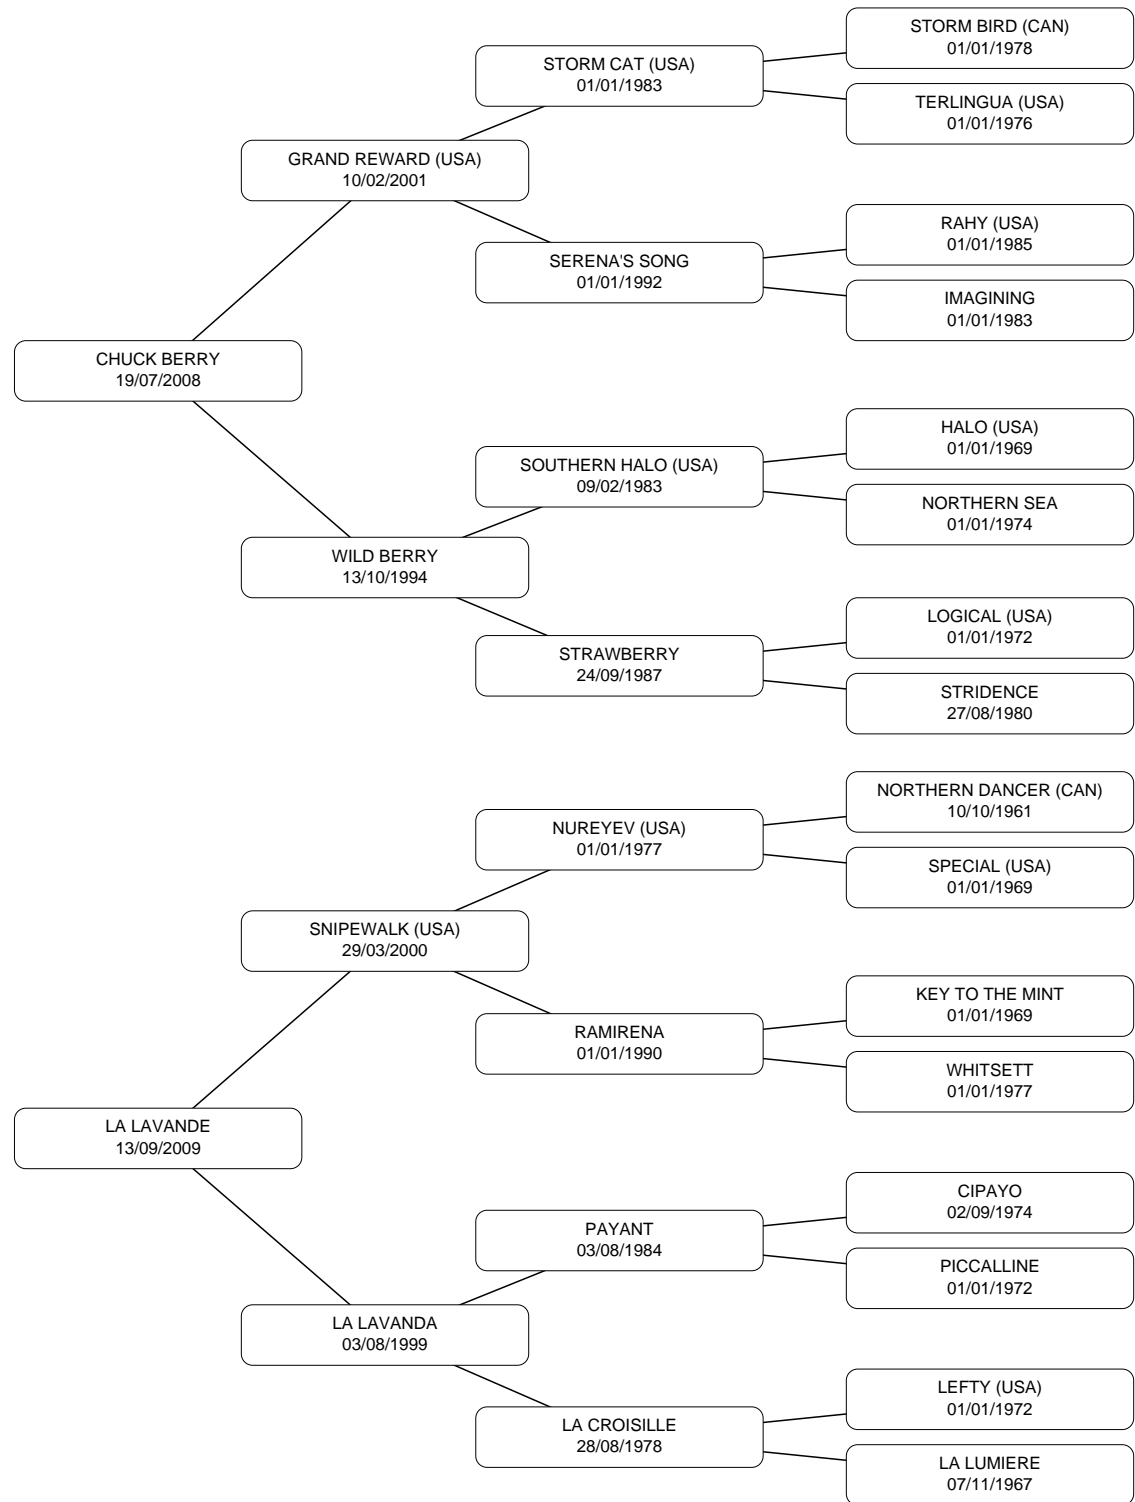 STORM BIRD (CAN)
01/01/1978
STORM CAT (USA)
01/01/1983
TERLINGUA (USA)
01/01/1976
GRAND REWARD (USA)
10/02/2001
RAHY (USA)
01/01/1985
SERENA'S SONG
01/01/1992
IMAGINING
01/01/1983
CHUCK BERRY
19/07/2008
HALO (USA)
01/01/1969
SOUTHERN HALO (USA)
09/02/1983
NORTHERN SEA
01/01/1974
WILD BERRY
13/10/1994
LOGICAL (USA)
01/01/1972
STRAWBERRY
24/09/1987
STRIDENCE
27/08/1980
NORTHERN DANCER (CAN)
10/10/1961
NUREYEV (USA)
01/01/1977
SPECIAL (USA)
01/01/1969
SNIPEWALK (USA)
29/03/2000
KEY TO THE MINT
01/01/1969
RAMIRENA
01/01/1990
WHITSETT
01/01/1977
LA LAVANDE
13/09/2009
CIPAYO
02/09/1974
PAYANT
03/08/1984
PICCALLINE
01/01/1972
LA LAVANDA
03/08/1999
LEFTY (USA)
01/01/1972
LA CROISILLE
28/08/1978
LA LUMIERE
07/11/1967